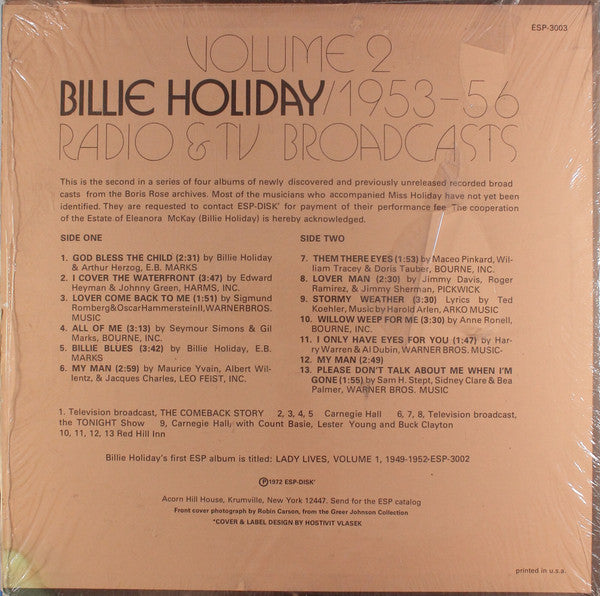 ESP-3003
VOLUME 2
BILLIE HOLIDAY/1953-56
RADIO & TV BROADCASTS
This is the second in a series of four albums of newly discovered and previously unreleased recorded broad
casts from the Boris Rose archives. Most of the musicians who accompanied Miss Holiday have not yet been
identified. They are requested to contact ESP-DISK' for payment of their performance fee. The cooperation
of the Estate of Eleanora McKay (Billie Holiday) is hereby acknowledged.
SIDE ONE
1. GOD BLESS THE CHILD (2:31) by Billie Holiday
& Arthur Herzog, E.B. MARKS
2. I COVER THE WATERFRONT (3:47) by Edward
Heyman & Johnny Green, HARMS, INC.
3. LOVER COME BACK TO ME (1:51) by Sigmund
Romberg&OscarHammersteinII,WARNERBROS.
MUSIC
4. ALL OF ME (3:13) by Seymour Simons & Gil
Marks, BOURNE, INC.
5. BILLIE BLUES (3:42) by Billie Holiday, E.B.
MARKS
6. MY MAN (2:59) by Maurice Yvain, Albert Wil-
lentz, & Jacques Charles, LEO FEIST, INC.
SIDE TWO
7. THEM THERE EYES (1:53) by Maceo Pinkard, Wil-
liam Tracey & Doris Tauber, BOURNE, INC.
8. LOVER MAN (2:30) by Jimmy Davis, Roger
Ramirez, & Jimmy Sherman, PICKWICK
9. STORMY WEATHER (3:30) Lyrics by Ted
Koehler, Music by Harold Arlen, ARKO MUSIC
10. WILLOW WEEP FOR ME (3:30) by Anne Ronell,
BOURNE, INC.
11. I ONLY HAVE EYES FOR YOU (1:47) by Har-
ry Warren & Al Dubin, WARNER BROS. MUSIC
12. MY MAN (2:49)
13. PLEASE DON'T TALK ABOUT ME WHEN I'M
GONE (1:55) by Sam H. Stept, Sidney Clare & Bea
Palmer, WARNER BROS. MUSIC
1. Television broadcast, THE COMEBACK STORY 2, 3, 4, 5 Carnegie Hall 6, 7, 8, Television broadcast,
the TONIGHT Show 9, Carnegie Hall, with Count Basie, Lester Young and Buck Clayton
10, 11, 12, 13 Red Hill Inn
Billie Holiday's first ESP album is titled: LADY LIVES, VOLUME 1, 1949-1952-ESP-3002
Ⓟ1972 ESP-DISK'
Acorn Hill House, Krumville, New York 12447. Send for the ESP catalog
Front cover photograph by Robin Carson, from the Greer Johnson Collection
*COVER & LABEL DESIGN BY HOSTIVIT VLASEK
printed in u.s.a.